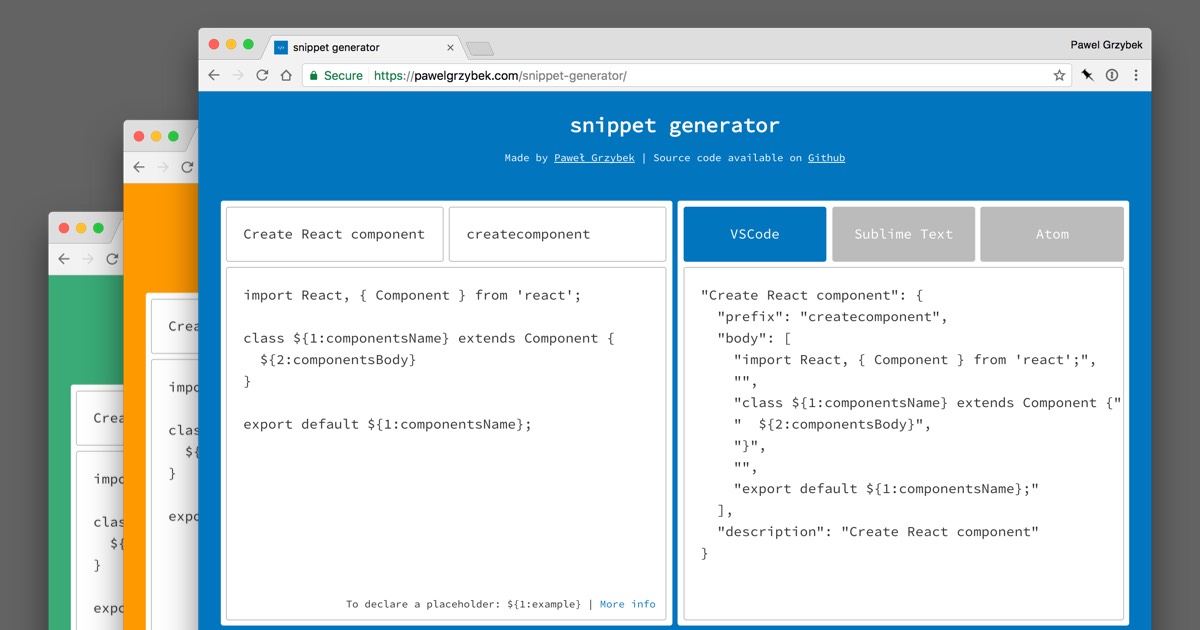 snippet generator
Pawel Grzybek
Secure https://pawelgrzybek.com/snippet-generator/
snippet generator
Made by Paweł Grzybek | Source code available on Github
Create React component
createcomponent
import React, { Component } from 'react';
class ${1:componentsName} extends Component {
  ${2:componentsBody}
}
export default ${1:componentsName};
To declare a placeholder: ${1:example} | More info
VSCode
Sublime Text
Atom
"Create React component": {
  "prefix": "createcomponent",
  "body": [
    "import React, { Component } from 'react';",
    "",
    "class ${1:componentsName} extends Component {"
    "  ${2:componentsBody}",
    "}",
    "",
    "export default ${1:componentsName};"
  ],
  "description": "Create React component"
}
Crea
impo
clas
  ${
}
expo
Crea
impo
clas
  ${
}
expo